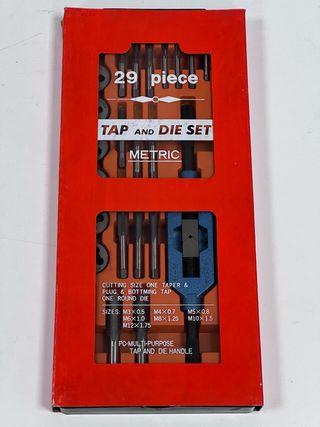 29 piece
TAP AND DIE SET
METRIC
CUTTING SIZE ONE TAPER &
PLUG & BOTTMING TAP
ONE ROUND DIE
SIZES: M3×0.5 M4×0.7 M5×0.8
M6×1.0 M8×1.25 M10×1.5
M12×1.75
I PC-MULTI-PURPOSE
TAP AND DIE HANDLE